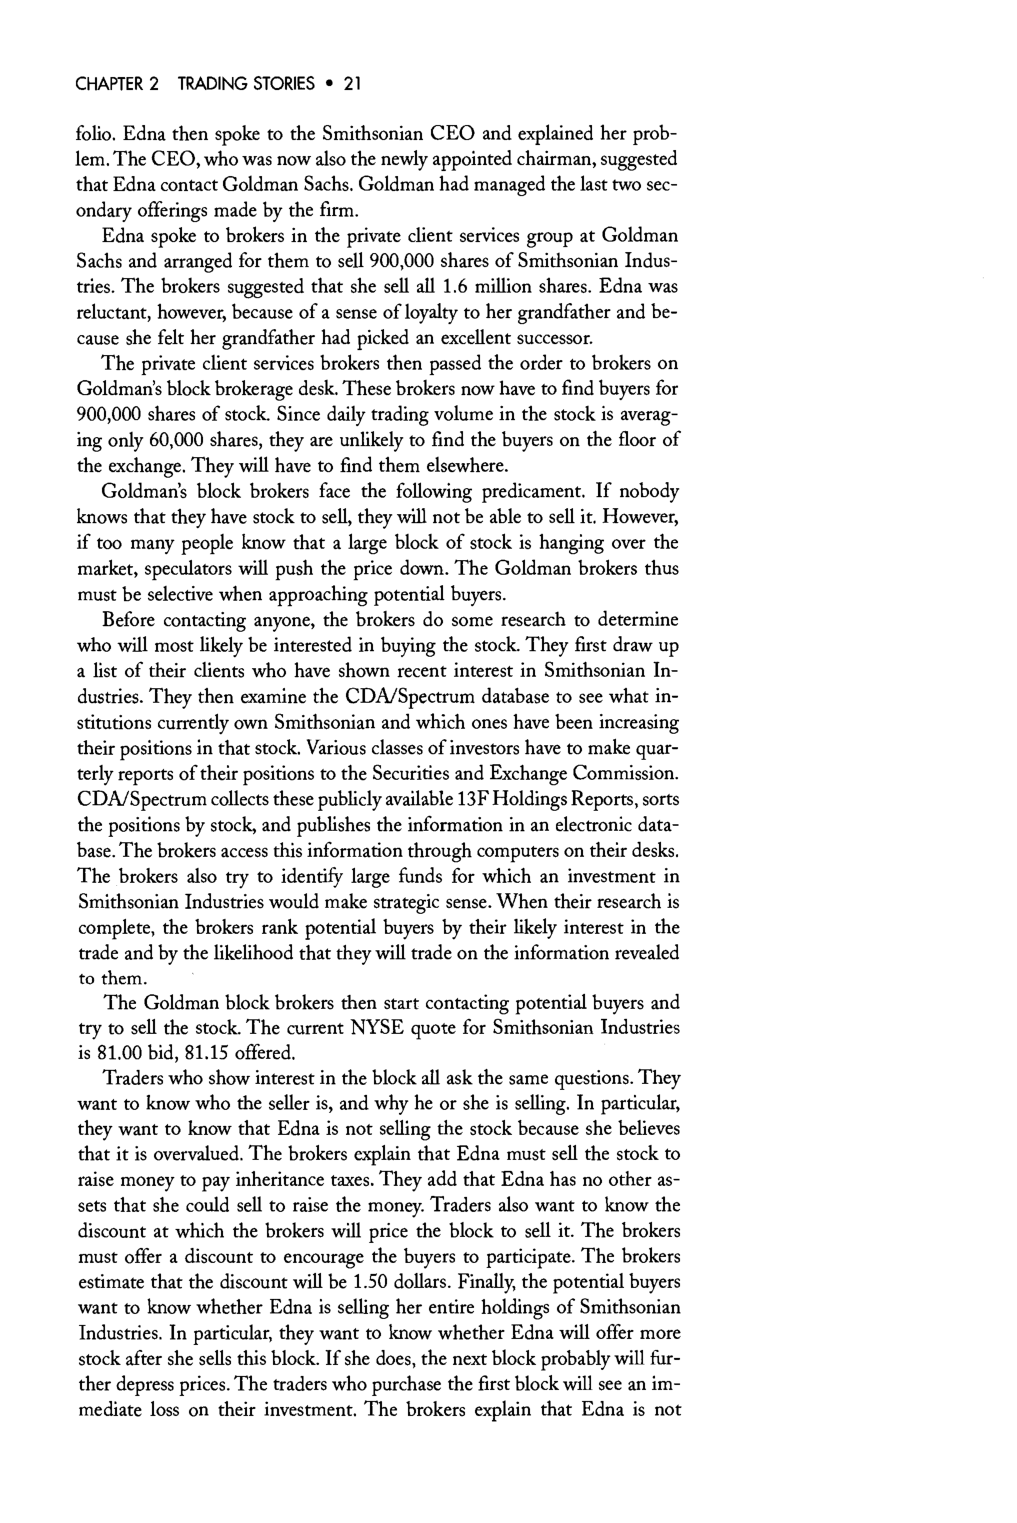 CHAPTER 2 TRADING STORIES • 21
folio. Edna then spoke to the Smithsonian CEO and explained her prob-
lem. The CEO, who was now also the newly appointed chairman, suggested
that Edna contact Goldman Sachs. Goldman had managed the last two sec-
ondary offerings made by the firm.
Edna spoke to brokers in the private client services group at Goldman
Sachs and arranged for them to sell 900,000 shares of Smithsonian Indus-
tries. The brokers suggested that she sell all 1.6 million shares. Edna was
reluctant, however, because of a sense of loyalty to her grandfather and be-
cause she felt her grandfather had picked an excellent successor.
The private client services brokers then passed the order to brokers on
Goldman's block brokerage desk. These brokers now have to find buyers for
900,000 shares of stock. Since daily trading volume in the stock is averag-
ing only 60,000 shares, they are unlikely to find the buyers on the floor of
the exchange. They will have to find them elsewhere.
Goldman's block brokers face the following predicament. If nobody
knows that they have stock to sell, they will not be able to sell it. However,
if too many people know that a large block of stock is hanging over the
market, speculators will push the price down. The Goldman brokers thus
must be selective when approaching potential buyers.
Before contacting anyone, the brokers do some research to determine
who will most likely be interested in buying the stock. They first draw up
a list of their clients who have shown recent interest in Smithsonian In-
dustries. They then examine the CDA/Spectrum database to see what in-
stitutions currently own Smithsonian and which ones have been increasing
their positions in that stock. Various classes of investors have to make quar-
terly reports of their positions to the Securities and Exchange Commission.
CDA/Spectrum collects these publicly available 13F Holdings Reports, sorts
the positions by stock, and publishes the information in an electronic data-
base. The brokers access this information through computers on their desks.
The brokers also try to identify large funds for which an investment in
Smithsonian Industries would make strategic sense. When their research is
complete, the brokers rank potential buyers by their likely interest in the
trade and by the likelihood that they will trade on the information revealed
to them.
The Goldman block brokers then start contacting potential buyers and
try to sell the stock. The current NYSE quote for Smithsonian Industries
is 81.00 bid, 81.15 offered.
Traders who show interest in the block all ask the same questions. They
want to know who the seller is, and why he or she is selling. In particular,
they want to know that Edna is not selling the stock because she believes
that it is overvalued. The brokers explain that Edna must sell the stock to
raise money to pay inheritance taxes. They add that Edna has no other as-
sets that she could sell to raise the money. Traders also want to know the
discount at which the brokers will price the block to sell it. The brokers
must offer a discount to encourage the buyers to participate. The brokers
estimate that the discount will be 1.50 dollars. Finally, the potential buyers
want to know whether Edna is selling her entire holdings of Smithsonian
Industries. In particular, they want to know whether Edna will offer more
stock after she sells this block. If she does, the next block probably will fur-
ther depress prices. The traders who purchase the first block will see an im-
mediate loss on their investment. The brokers explain that Edna is not